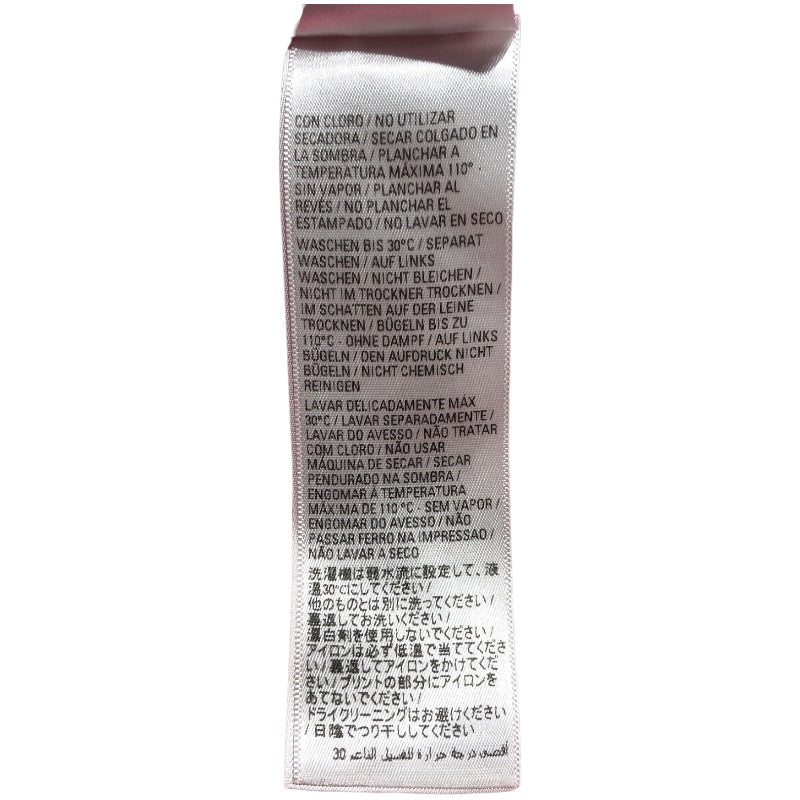 CON CLORO / NO UTILIZAR
SECADORA / SECAR COLGADO EN
LA SOMBRA / PLANCHAR A
TEMPERATURA MÁXIMA 110° -
SIN VAPOR / PLANCHAR AL
REVÉS / NO PLANCHAR EL
ESTAMPADO / NO LAVAR EN SECO
WASCHEN BIS 30°C / SEPARAT
WASCHEN / AUF LINKS
WASCHEN / NICHT BLEICHEN /
NICHT IM TROCKNER TROCKNEN /
IM SCHATTEN AUF DER LEINE
TROCKNEN / BÜGELN BIS ZU
110°C - OHNE DAMPF / AUF LINKS
BÜGELN / DEN AUFDRUCK NICHT
BÜGELN / NICHT CHEMISCH
REINIGEN
LAVAR DELICADAMENTE MÁX
30°C / LAVAR SEPARADAMENTE /
LAVAR DO AVESSO / NÃO TRATAR
COM CLORO / NÃO USAR
MÁQUINA DE SECAR / SECAR
PENDURADO NA SOMBRA /
ENGOMAR À TEMPERATURA
MÁXIMA DE 110°C - SEM VAPOR /
ENGOMAR DO AVESSO / NÃO
PASSAR FERRO NA IMPRESSAO /
NÃO LAVAR A SECO
洗濯機は弱水流に設定して、液
温30℃にしてください /
他のものとは別に洗ってください /
裏返してお洗いください /
漂白剤を使用しないでください /
アイロンは必ず低温で当ててくださ
い / 裏返してアイロンをかけてくだ
さい / プリントの部分にアイロンを
あてないでください /
ドライクリーニングはお避けください
/ 日陰でつり干ししてください
أقصى درجة حرارة للغسيل الناعم 30